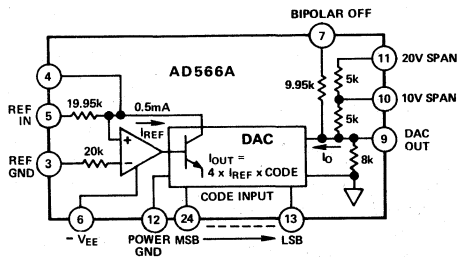 BIPOLAR OFF
7
AD566A
11 20V SPAN
4
9.95k
5k
10 10V SPAN
REF IN
5
19.95k
0.5mA
IREF
5k
DAC
9 DAC OUT
IO
8k
+
−
REF GND
3
20k
IOUT =
4 x IREF x CODE
CODE INPUT
6
12
24
13
− VEE
POWER GND
MSB
LSB